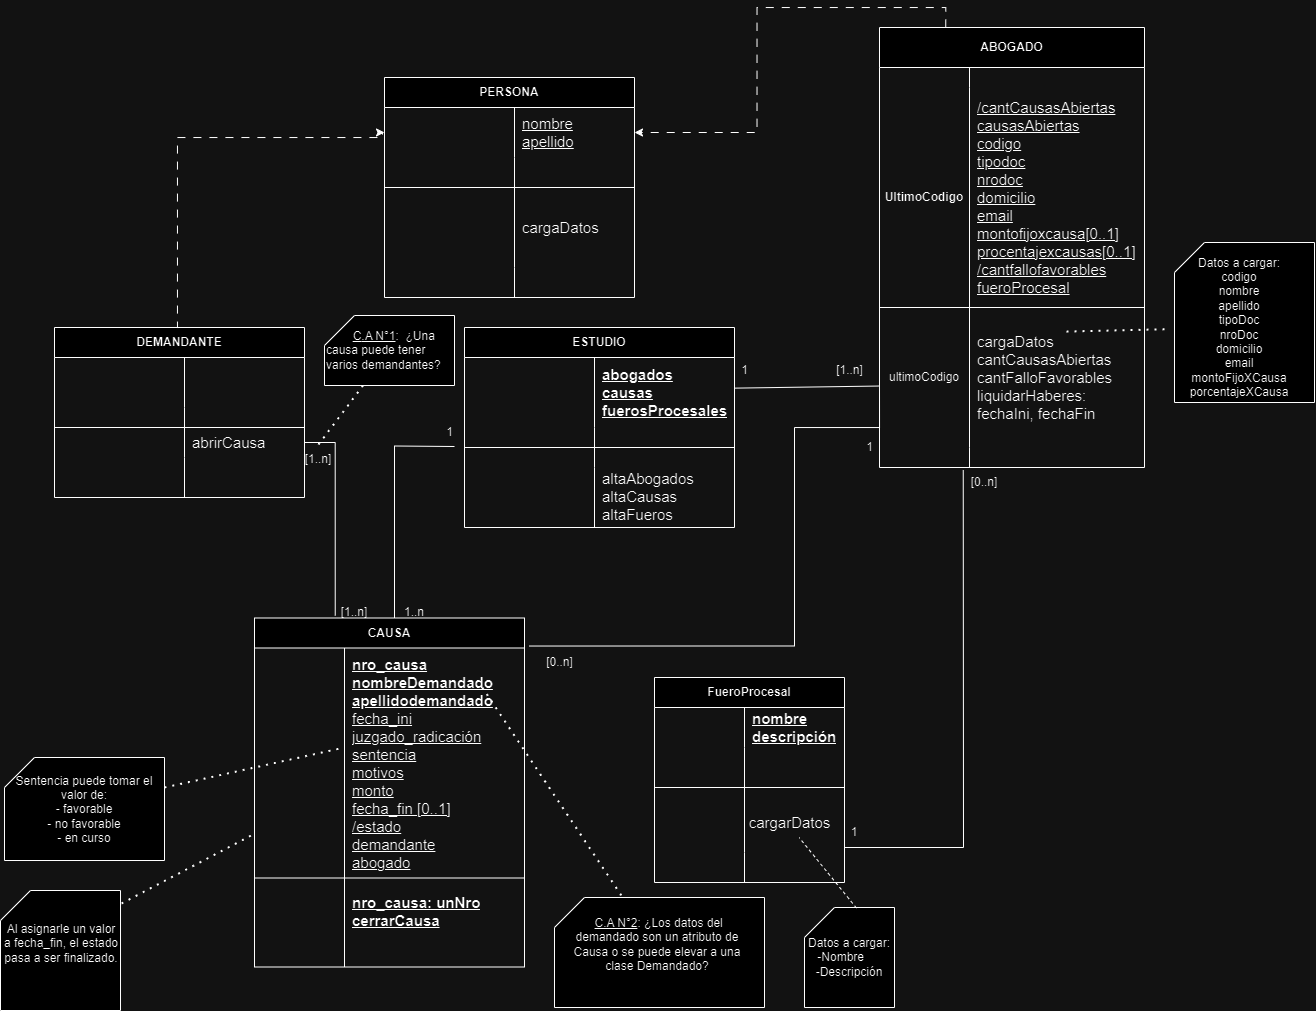 ABOGADO
/cantCausasAbiertas
causasAbiertas
codigo
tipodoc
nrodoc
domicilio
email
montofijoxcausa[0..1]
procentajexcausas[0..1]
/cantfallofavorables
fueroProcesal
UltimoCodigo
ultimoCodigo
cargaDatos
cantCausasAbiertas
cantFalloFavorables
liquidarHaberes:
fechaIni, fechaFin
Datos a cargar:
codigo
nombre
apellido
tipoDoc
nroDoc
domicilio
email
montoFijoXCausa
porcentajeXCausa
PERSONA
nombre
apellido
cargaDatos
DEMANDANTE
abrirCausa
C.A N°1: ¿Una
causa puede tener
varios demandantes?
ESTUDIO
abogados
causas
fuerosProcesales
altaAbogados
altaCausas
altaFueros
1
[1..n]
1
[1..n]
1
[0..n]
[1..n]
1..n
[0..n]
CAUSA
nro_causa
nombreDemandado
apellidodemandado
fecha_ini
juzgado_radicación
sentencia
motivos
monto
fecha_fin [0..1]
/estado
demandante
abogado
nro_causa: unNro
cerrarCausa
FueroProcesal
nombre
descripción
cargarDatos
1
Sentencia puede tomar el
valor de:
- favorable
- no favorable
- en curso
Al asignarle un valor
a fecha_fin, el estado
pasa a ser finalizado.
C.A N°2: ¿Los datos del
demandado son un atributo de
Causa o se puede elevar a una
clase Demandado?
Datos a cargar:
-Nombre
-Descripción